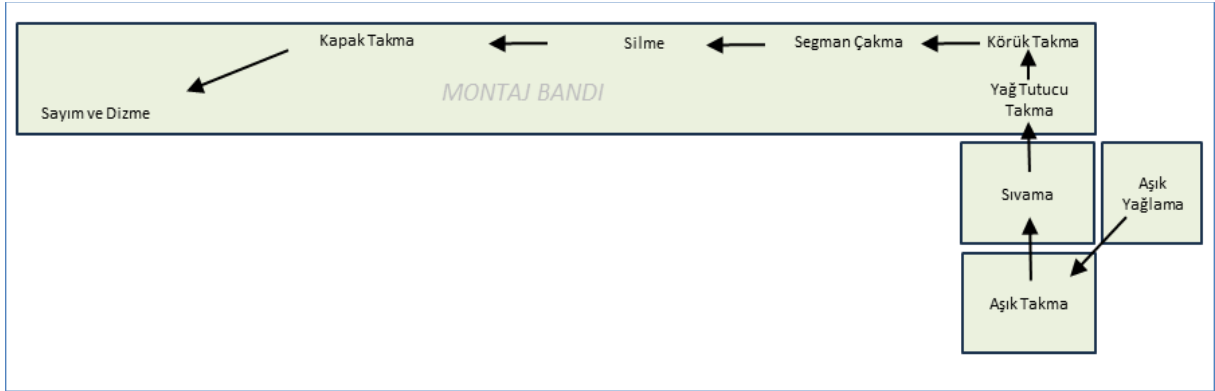 Kapak Takma
Silme
Segman Çakma
Körük Takma
MONTAJ BANDI
Yağ Tutucu
Takma
Sayım ve Dizme
Sıvama
Aşık
Yağlama
Aşık Takma